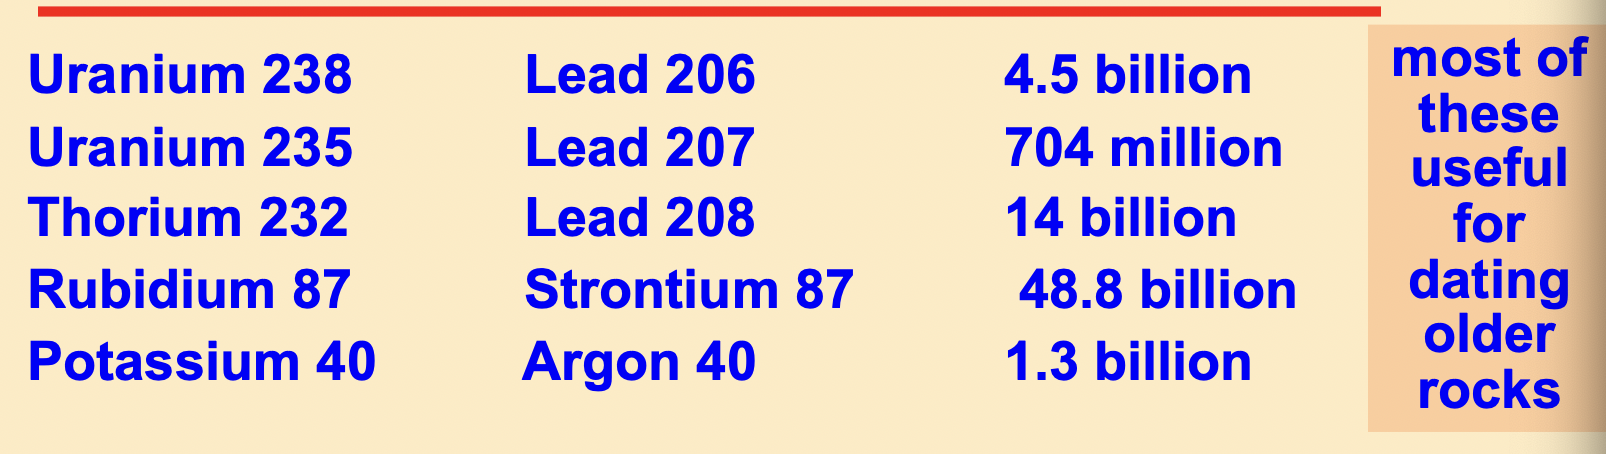 Uranium 238 Lead 206 4.5 billion
Uranium 235 Lead 207 704 million
Thorium 232 Lead 208 14 billion
Rubidium 87 Strontium 87 48.8 billion
Potassium 40 Argon 40 1.3 billion
most of
these
useful
for
dating
older
rocks